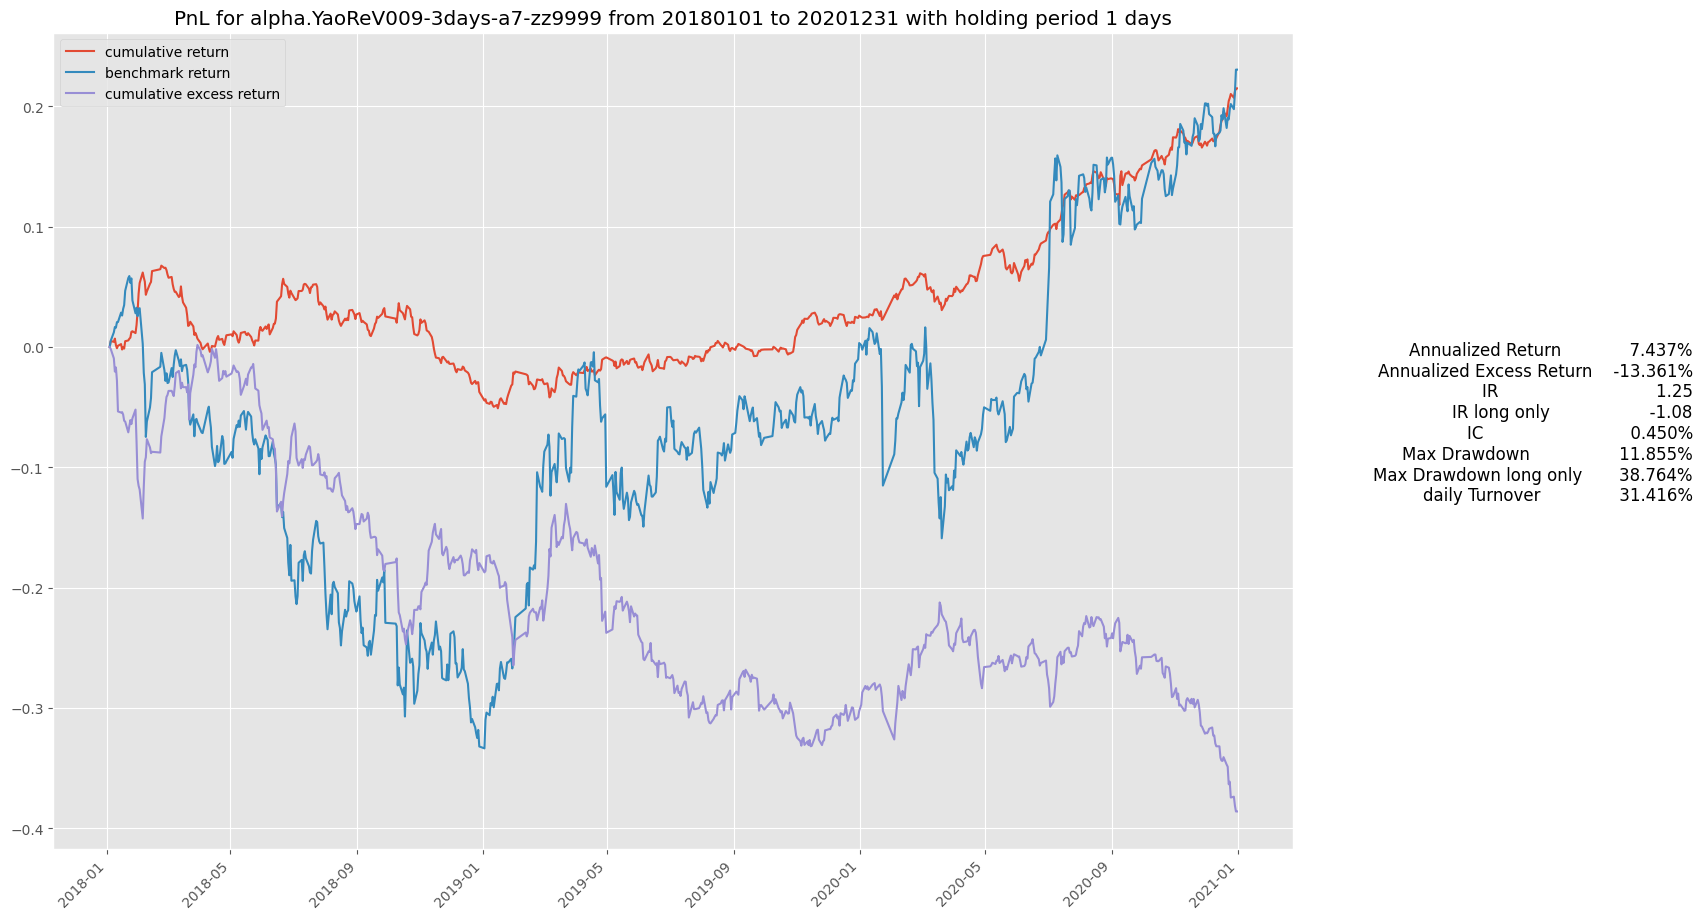 PnL for alpha.YaoReV009-3days-a7-zz9999 from 20180101 to 20201231 with holding period 1 days
cumulative return
benchmark return
cumulative excess return
0.2
0.1
0.0
−0.1
−0.2
−0.3
−0.4
2018-01
2018-05
2018-09
2019-01
2019-05
2019-09
2020-01
2020-05
2020-09
2021-01
Annualized Return 7.437%
Annualized Excess Return -13.361%
IR 1.25
IR long only -1.08
IC 0.450%
Max Drawdown 11.855%
Max Drawdown long only 38.764%
daily Turnover 31.416%